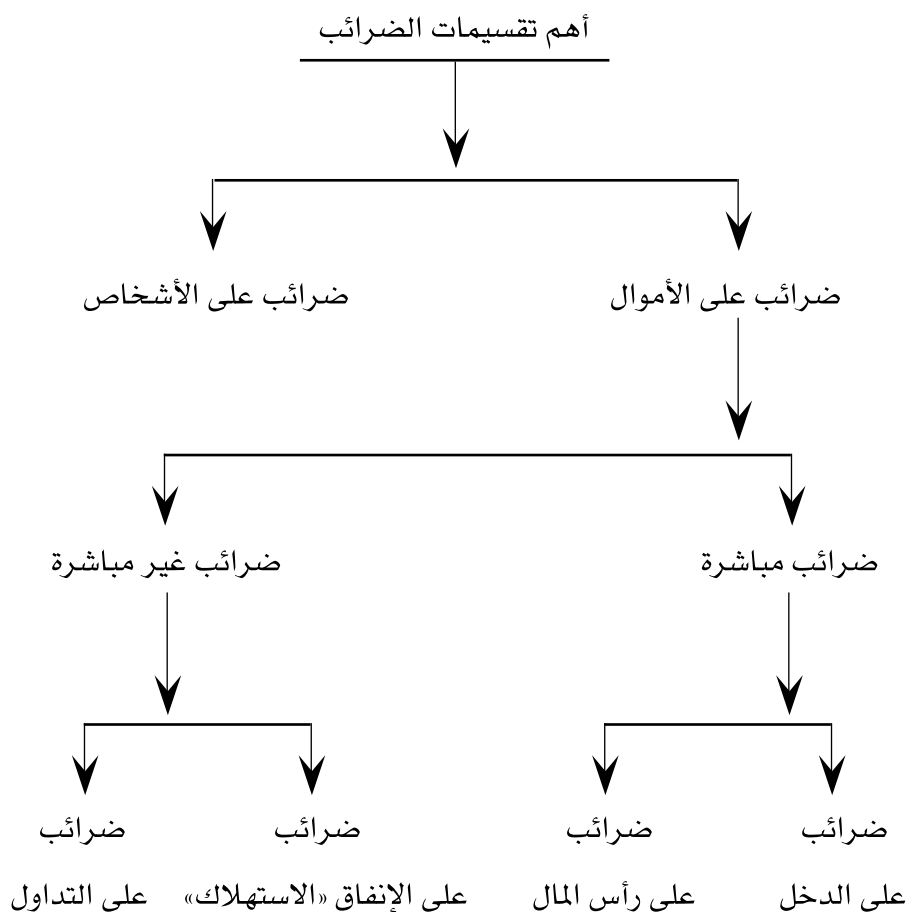 أهم تقسيمات الضرائب
ضرائب على الأموال
ضرائب على الأشخاص
ضرائب مباشرة
ضرائب غير مباشرة
ضرائب
على الدخل
ضرائب
على رأس المال
ضرائب
على الإنفاق «الاستهلاك»
ضرائب
على التداول